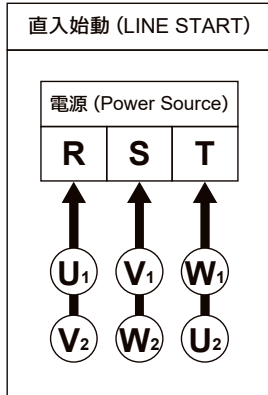 直入始動 (LINE START)
電源 (Power Source)
R S T
U1 V1 W1
V2 W2 U2